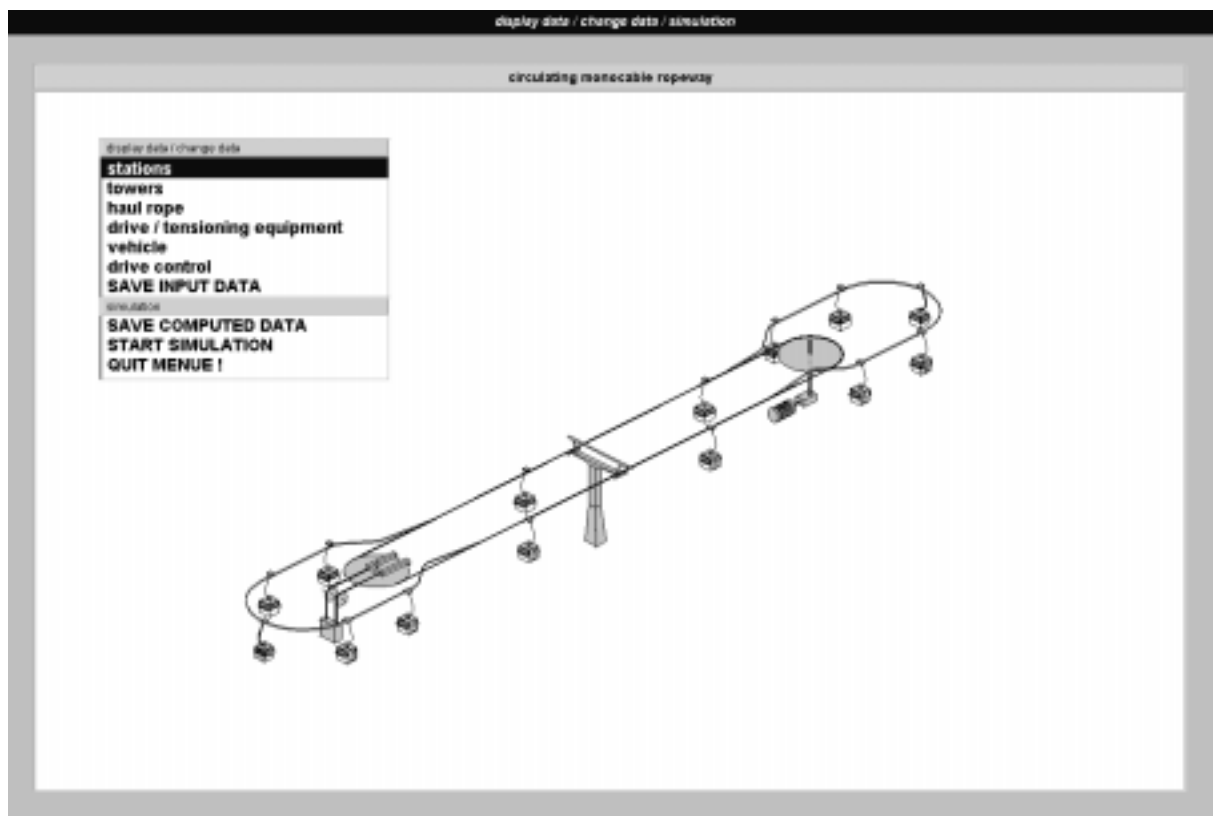 display data / change data / simulation
circulating monocable ropeway
display data / change data
stations
towers
haul rope
drive / tensioning equipment
vehicle
drive control
SAVE INPUT DATA
simulation
SAVE COMPUTED DATA
START SIMULATION
QUIT MENUE !